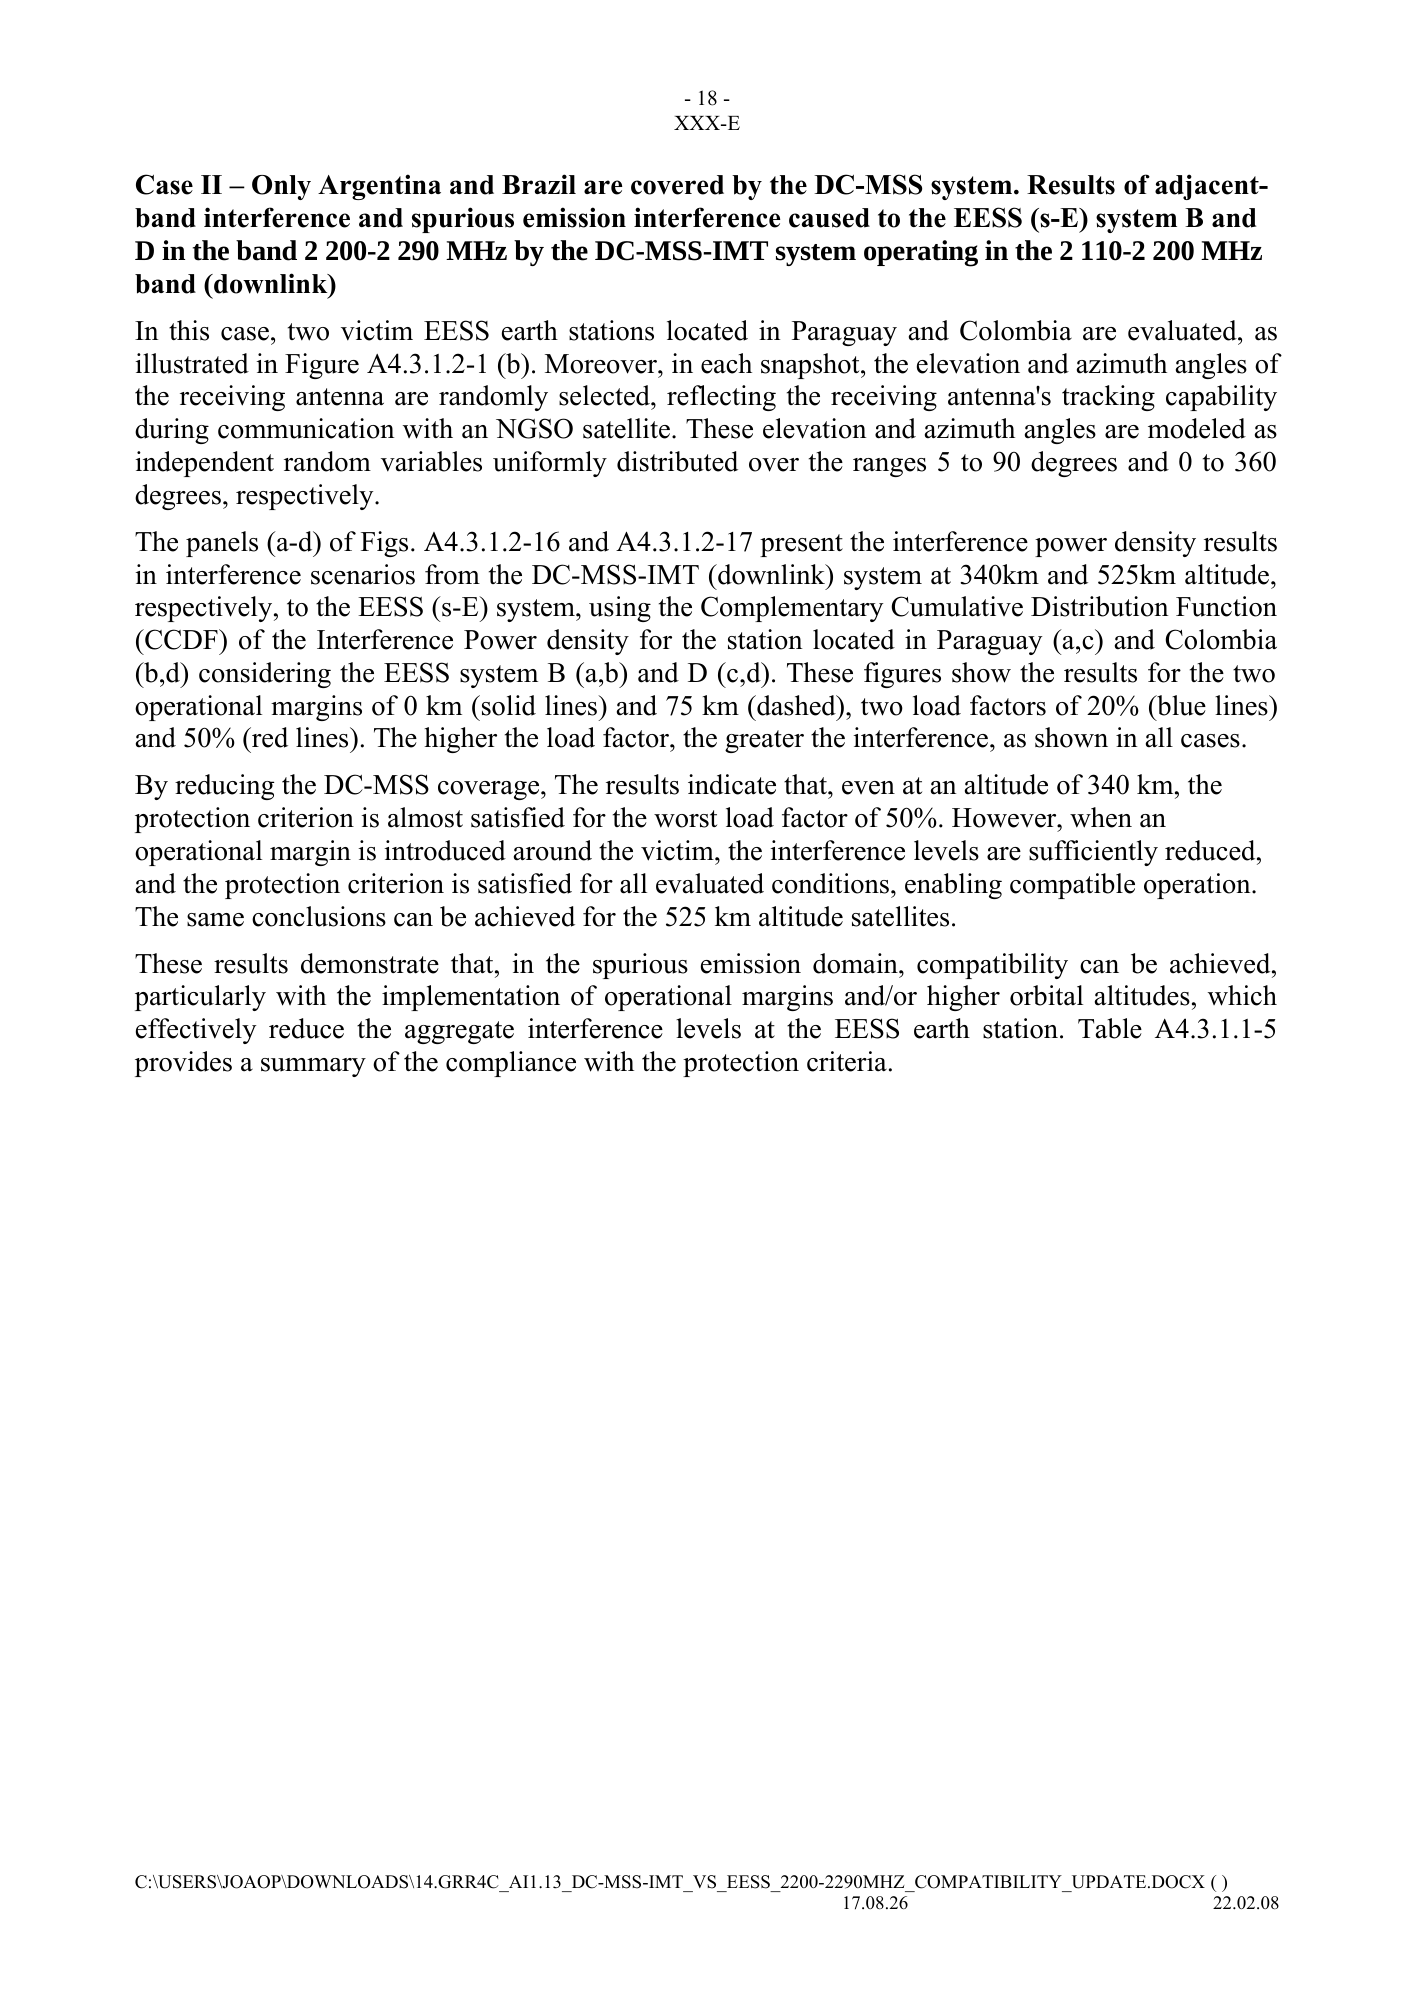 - 18 -
XXX-E
Case II – Only Argentina and Brazil are covered by the DC-MSS system. Results of adjacent-
band interference and spurious emission interference caused to the EESS (s-E) system B and
D in the band 2 200-2 290 MHz by the DC-MSS-IMT system operating in the 2 110-2 200 MHz
band (downlink)
In this case, two victim EESS earth stations located in Paraguay and Colombia are evaluated, as
illustrated in Figure A4.3.1.2-1 (b). Moreover, in each snapshot, the elevation and azimuth angles of
the receiving antenna are randomly selected, reflecting the receiving antenna's tracking capability
during communication with an NGSO satellite. These elevation and azimuth angles are modeled as
independent random variables uniformly distributed over the ranges 5 to 90 degrees and 0 to 360
degrees, respectively.
The panels (a-d) of Figs. A4.3.1.2-16 and A4.3.1.2-17 present the interference power density results
in interference scenarios from the DC-MSS-IMT (downlink) system at 340km and 525km altitude,
respectively, to the EESS (s-E) system, using the Complementary Cumulative Distribution Function
(CCDF) of the Interference Power density for the station located in Paraguay (a,c) and Colombia
(b,d) considering the EESS system B (a,b) and D (c,d). These figures show the results for the two
operational margins of 0 km (solid lines) and 75 km (dashed), two load factors of 20% (blue lines)
and 50% (red lines). The higher the load factor, the greater the interference, as shown in all cases.
By reducing the DC-MSS coverage, The results indicate that, even at an altitude of 340 km, the
protection criterion is almost satisfied for the worst load factor of 50%. However, when an
operational margin is introduced around the victim, the interference levels are sufficiently reduced,
and the protection criterion is satisfied for all evaluated conditions, enabling compatible operation.
The same conclusions can be achieved for the 525 km altitude satellites.
These results demonstrate that, in the spurious emission domain, compatibility can be achieved,
particularly with the implementation of operational margins and/or higher orbital altitudes, which
effectively reduce the aggregate interference levels at the EESS earth station. Table A4.3.1.1-5
provides a summary of the compliance with the protection criteria.
C:\USERS\JOAOP\DOWNLOADS\14.GRR4C_AI1.13_DC-MSS-IMT_VS_EESS_2200-2290MHZ_COMPATIBILITY_UPDATE.DOCX ( )
17.08.26 22.02.08